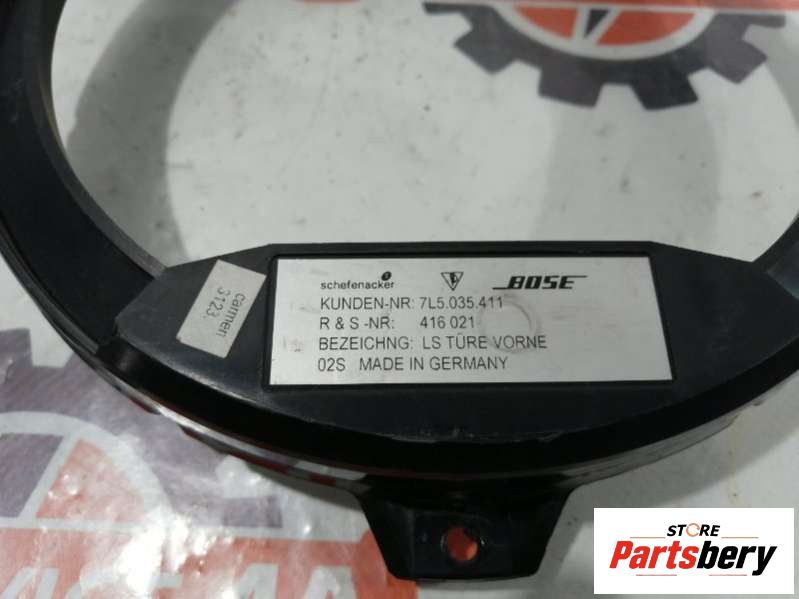 schefenacker BOSE
KUNDEN-NR: 7L5.035.411
R & S -NR: 416 021
BEZEICHNG: LS TÜRE VORNE
02S MADE IN GERMANY
carmen
S123.
STORE
Partsbery